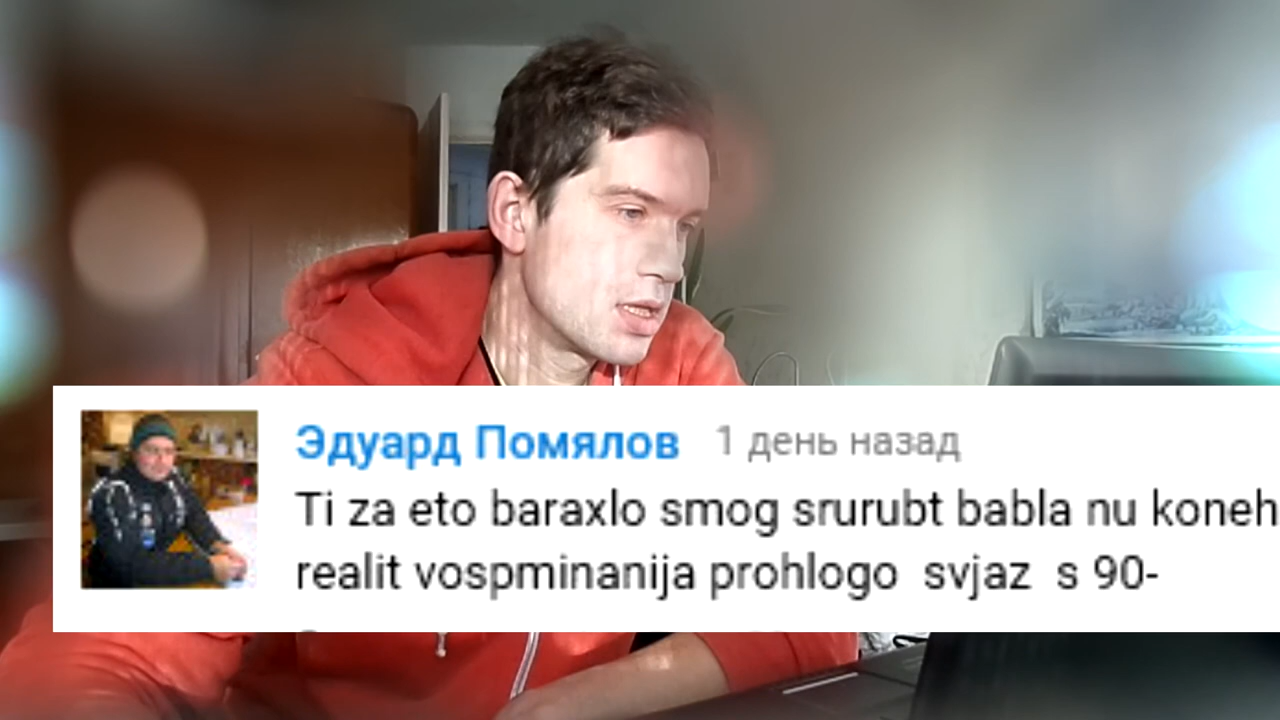 Эдуард Помялов 1 день назад
Ti za eto baraxlo smog srurubt babla nu koneh
realit vospminanija prohlogo svjaz s 90-